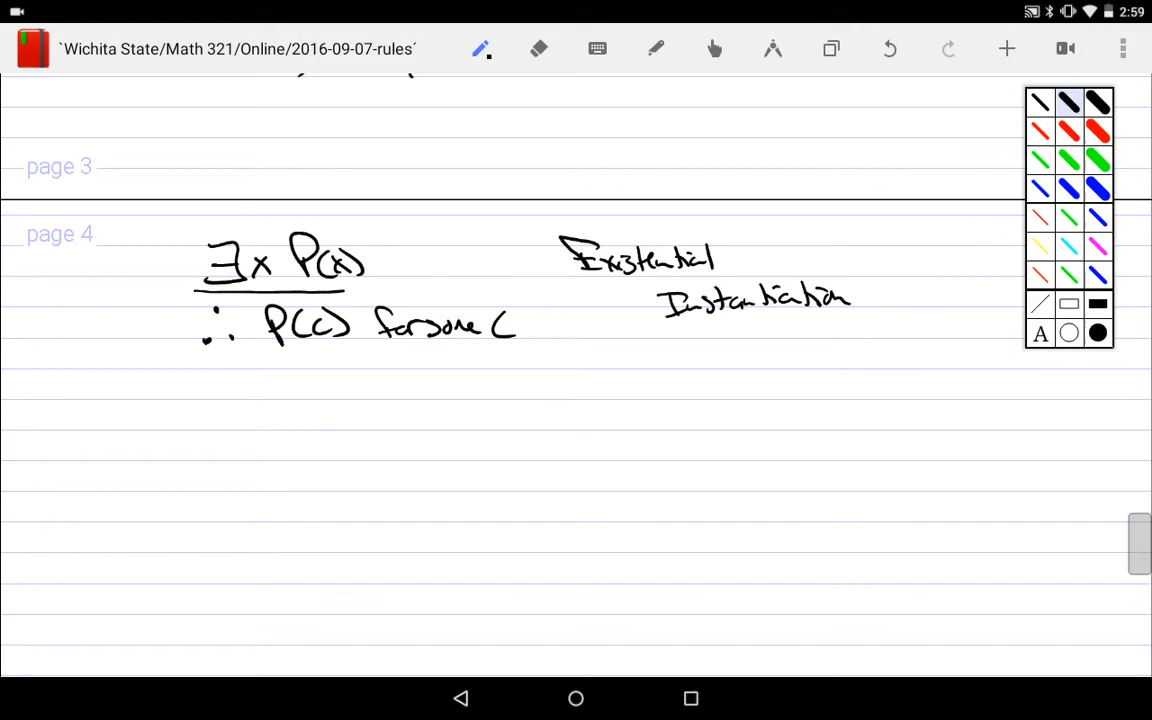 2:59
`Wichita State/Math 321/Online/2016-09-07-rules´
page 3
page 4
∃x P(x)
∴ P(c) for some c
Existential
Instantiation
A